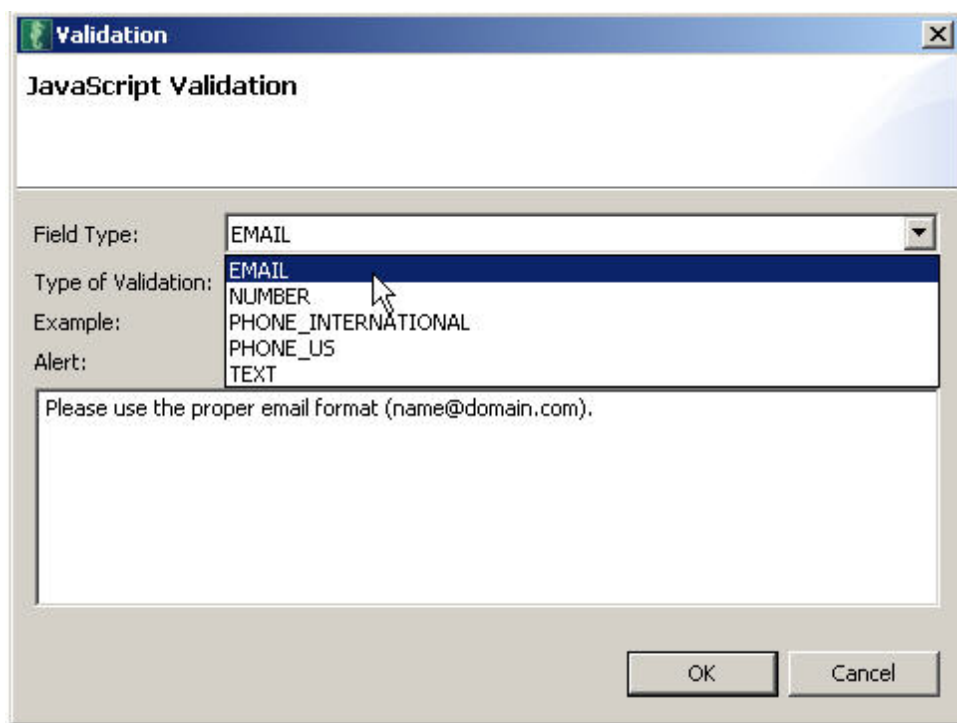 Validation
JavaScript Validation
Field Type: EMAIL
EMAIL
Type of Validation:
NUMBER
Example:
PHONE_INTERNATIONAL
PHONE_US
Alert:
TEXT
Please use the proper email format (name@domain.com).
OK Cancel